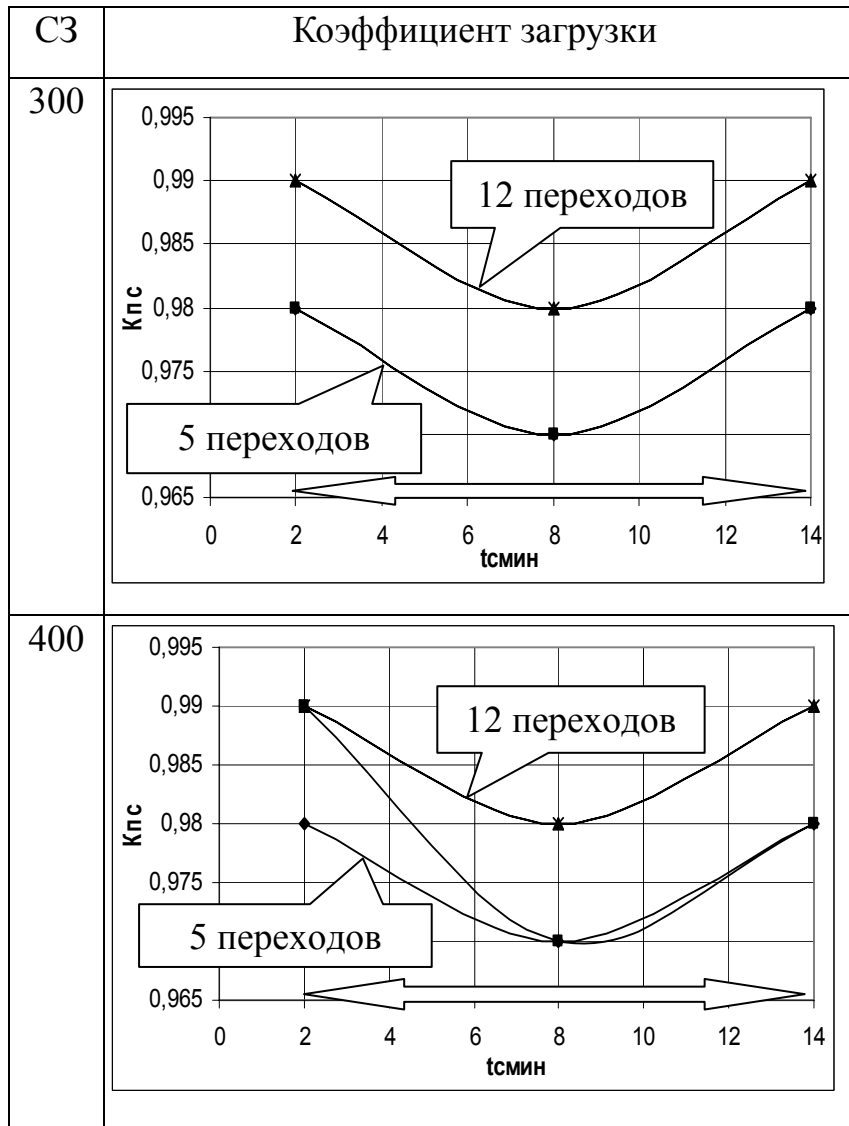 СЗ Коэффициент загрузки
300
0,995
0,99
0,985
0,98
0,975
0,965
Кпс
12 переходов
5 переходов
0 2 4 6 8 10 12 14
tсмин
400
0,995
0,99
0,985
0,98
0,975
0,965
Кпс
12 переходов
5 переходов
0 2 4 6 8 10 12 14
tсмин